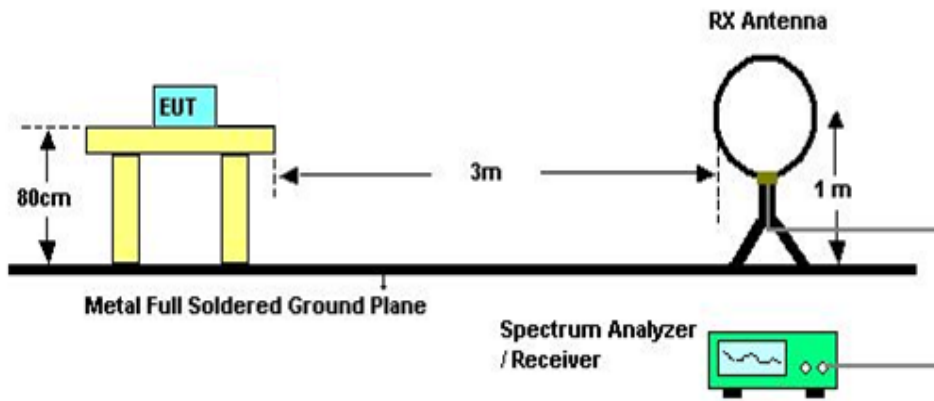 RX Antenna
EUT
3m
80cm
1 m
Metal Full Soldered Ground Plane
Spectrum Analyzer
/ Receiver